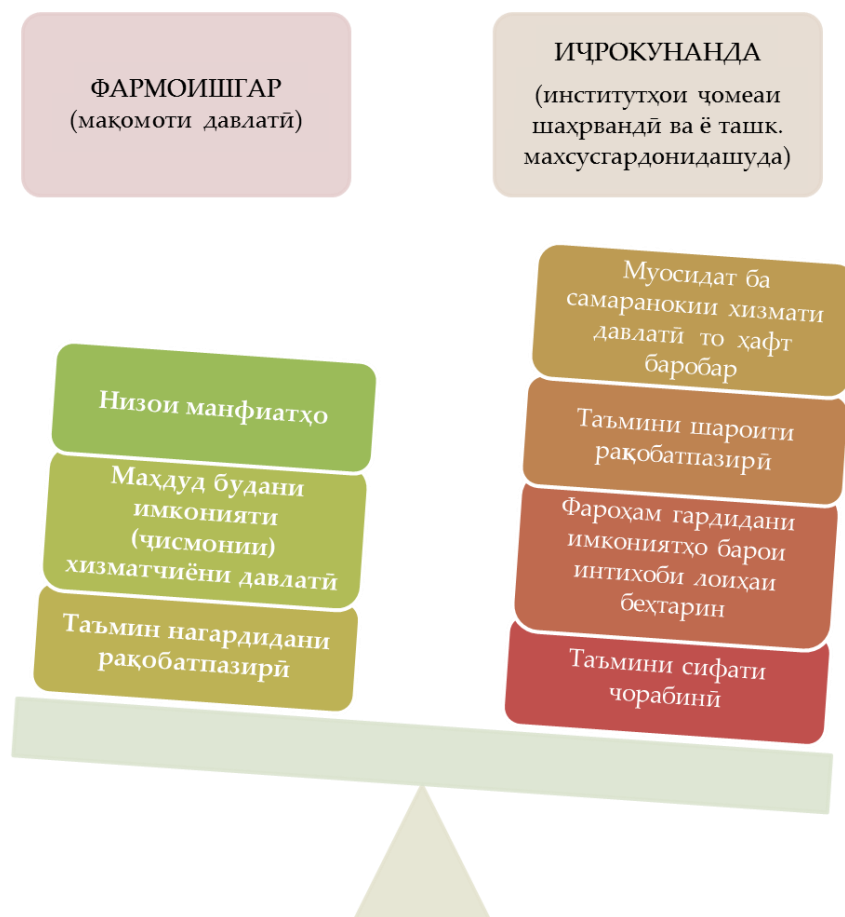 ФАРМОИШГАР
(мақомоти давлатӣ)
ИҶРОКУНАНДА
(институтҳои ҷомеаи
шаҳрвандӣ ва ё ташк.
махсусгардонидашуда)
Низои манфиатҳо
Маҳдуд будани
имконияти
(ҷисмонии)
хизматчиёни давлатӣ
Таъмин нагардидани
рақобатпазирӣ
Муосидат ба
самаранокии хизмати
давлатӣ то ҳафт
баробар
Таъмини шароити
рақобатпазирӣ
Фароҳам гардидани
имкониятҳо барои
интихоби лоиҳаи
беҳтарин
Таъмини сифати
чорабинӣ